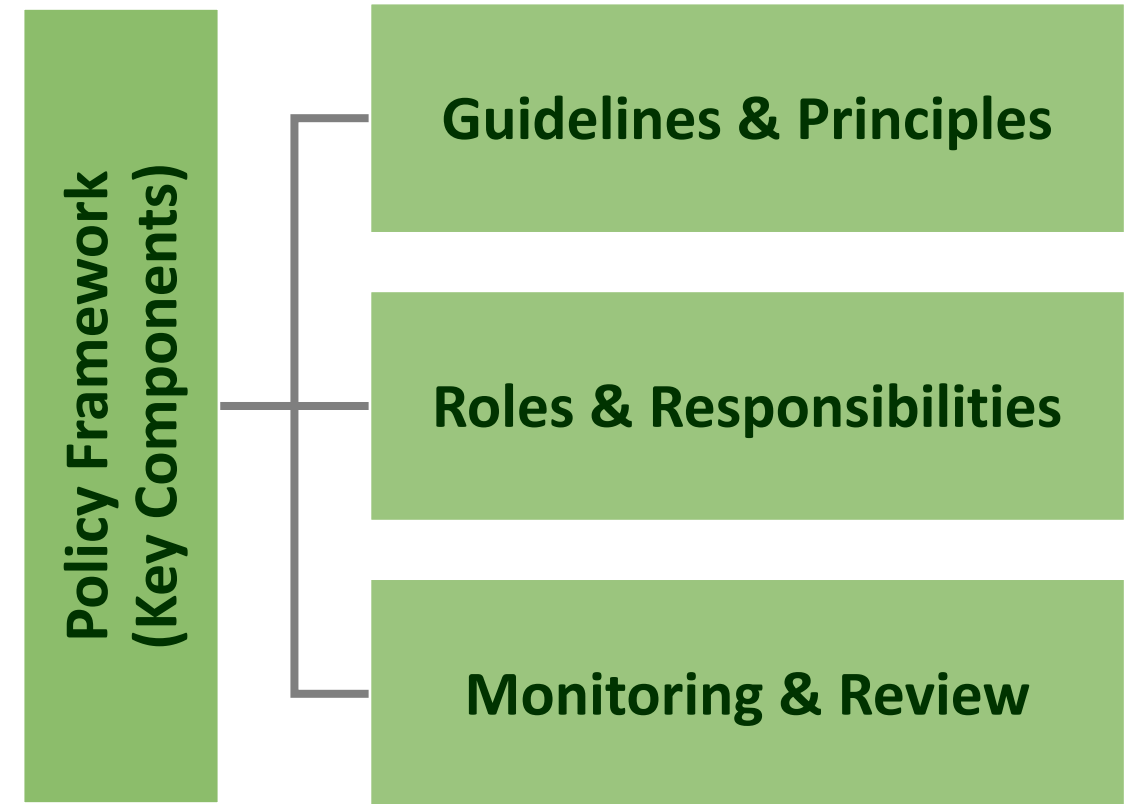 Policy Framework
(Key Components)
Guidelines & Principles
Roles & Responsibilities
Monitoring & Review